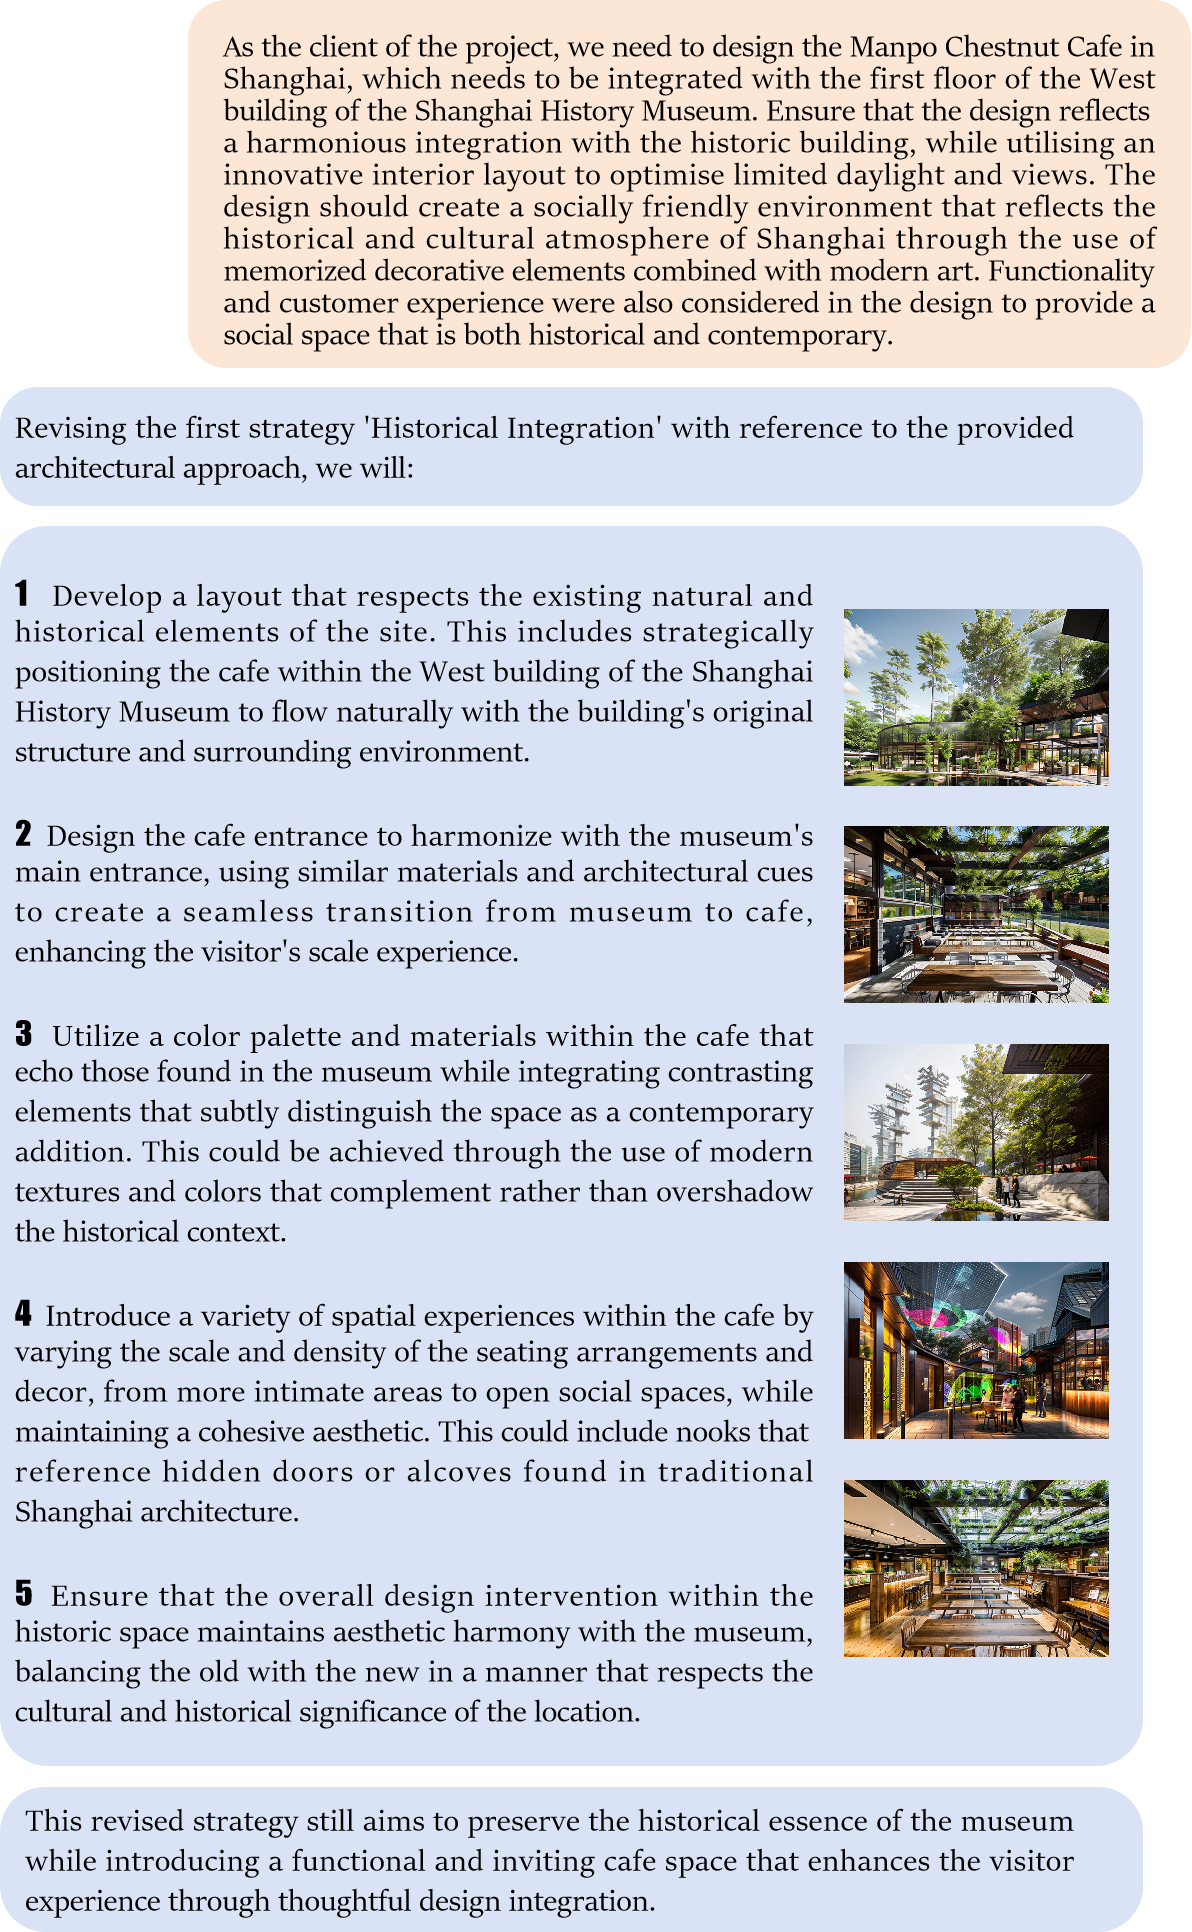 As the client of the project, we need to design the Manpo Chestnut Cafe in
Shanghai, which needs to be integrated with the first floor of the West
building of the Shanghai History Museum. Ensure that the design reflects
a harmonious integration with the historic building, while utilising an
innovative interior layout to optimise limited daylight and views. The
design should create a socially friendly environment that reflects the
historical and cultural atmosphere of Shanghai through the use of
memorized decorative elements combined with modern art. Functionality
and customer experience were also considered in the design to provide a
social space that is both historical and contemporary.
Revising the first strategy 'Historical Integration' with reference to the provided
architectural approach, we will:
1 Develop a layout that respects the existing natural and
historical elements of the site. This includes strategically
positioning the cafe within the West building of the Shanghai
History Museum to flow naturally with the building's original
structure and surrounding environment.
2 Design the cafe entrance to harmonize with the museum's
main entrance, using similar materials and architectural cues
to create a seamless transition from museum to cafe,
enhancing the visitor's scale experience.
3 Utilize a color palette and materials within the cafe that
echo those found in the museum while integrating contrasting
elements that subtly distinguish the space as a contemporary
addition. This could be achieved through the use of modern
textures and colors that complement rather than overshadow
the historical context.
4 Introduce a variety of spatial experiences within the cafe by
varying the scale and density of the seating arrangements and
decor, from more intimate areas to open social spaces, while
maintaining a cohesive aesthetic. This could include nooks that
reference hidden doors or alcoves found in traditional
Shanghai architecture.
5 Ensure that the overall design intervention within the
historic space maintains aesthetic harmony with the museum,
balancing the old with the new in a manner that respects the
cultural and historical significance of the location.
This revised strategy still aims to preserve the historical essence of the museum
while introducing a functional and inviting cafe space that enhances the visitor
experience through thoughtful design integration.